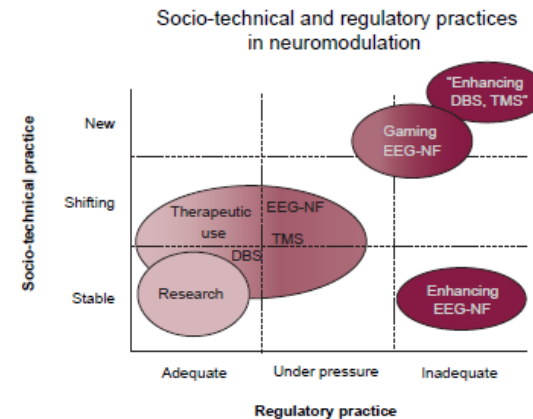 Socio-technical and regulatory practices
in neuromodulation
Socio-technical practice
New
Shifting
Stable
"Enhancing
DBS, TMS"
Gaming
EEG-NF
Therapeutic
use
EEG-NF
TMS
DBS
Research
Enhancing
EEG-NF
Adequate
Under pressure
Inadequate
Regulatory practice